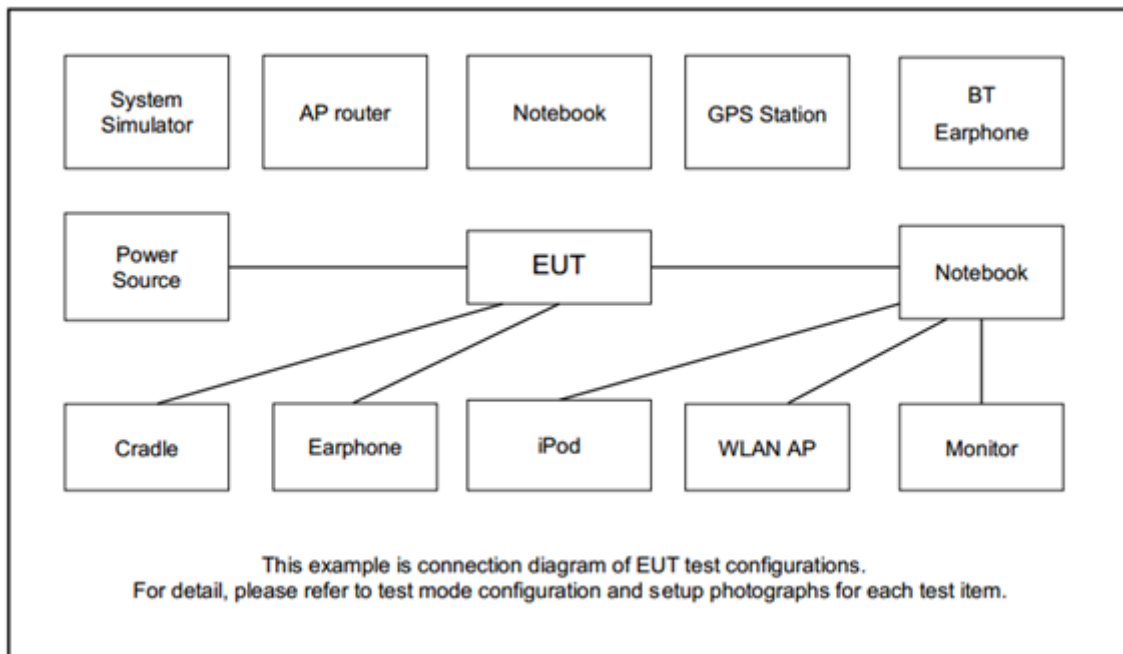 System
Simulator
AP router
Notebook
GPS Station
BT
Earphone
Power
Source
EUT
Notebook
Cradle
Earphone
iPod
WLAN AP
Monitor
This example is connection diagram of EUT test configurations.
For detail, please refer to test mode configuration and setup photographs for each test item.